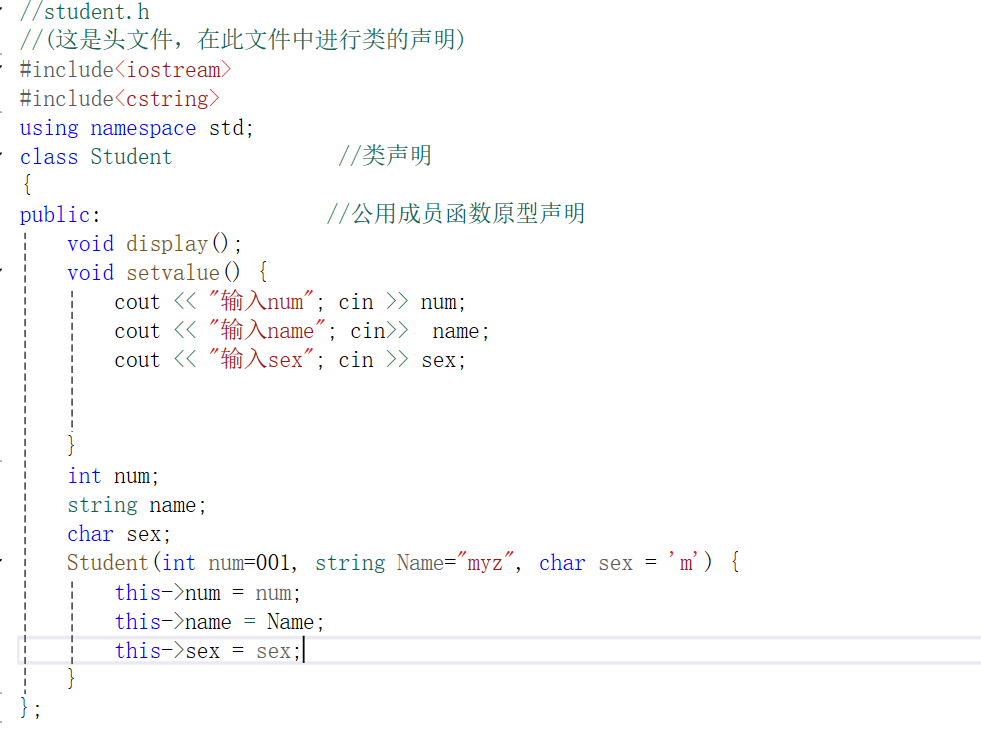 //student.h
//(这是头文件，在此文件中进行类的声明)
#include<iostream>
#include<cstring>
using namespace std;
class Student //类声明
{
public: //公用成员函数原型声明
void display();
void setvalue() {
cout << "输入num"; cin >> num;
cout << "输入name"; cin>> name;
cout << "输入sex"; cin >> sex;
}
int num;
string name;
char sex;
Student(int num=001, string Name="myz", char sex = 'm') {
this->num = num;
this->name = Name;
this->sex = sex;
}
};